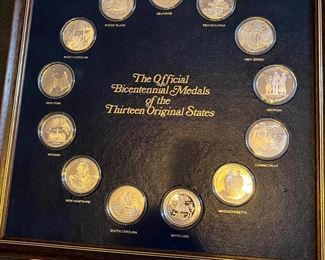 DELAWARE
PENNSYLVANIA
RHODE ISLAND
NEW JERSEY
NORTH CAROLINA
GEORGIA
NEW YORK
The Official
Bicentennial Medals
of the
Thirteen Original States
CONNECTICUT
VIRGINIA
MASSACHUSETTS
NEW HAMPSHIRE
MARYLAND
SOUTH CAROLINA